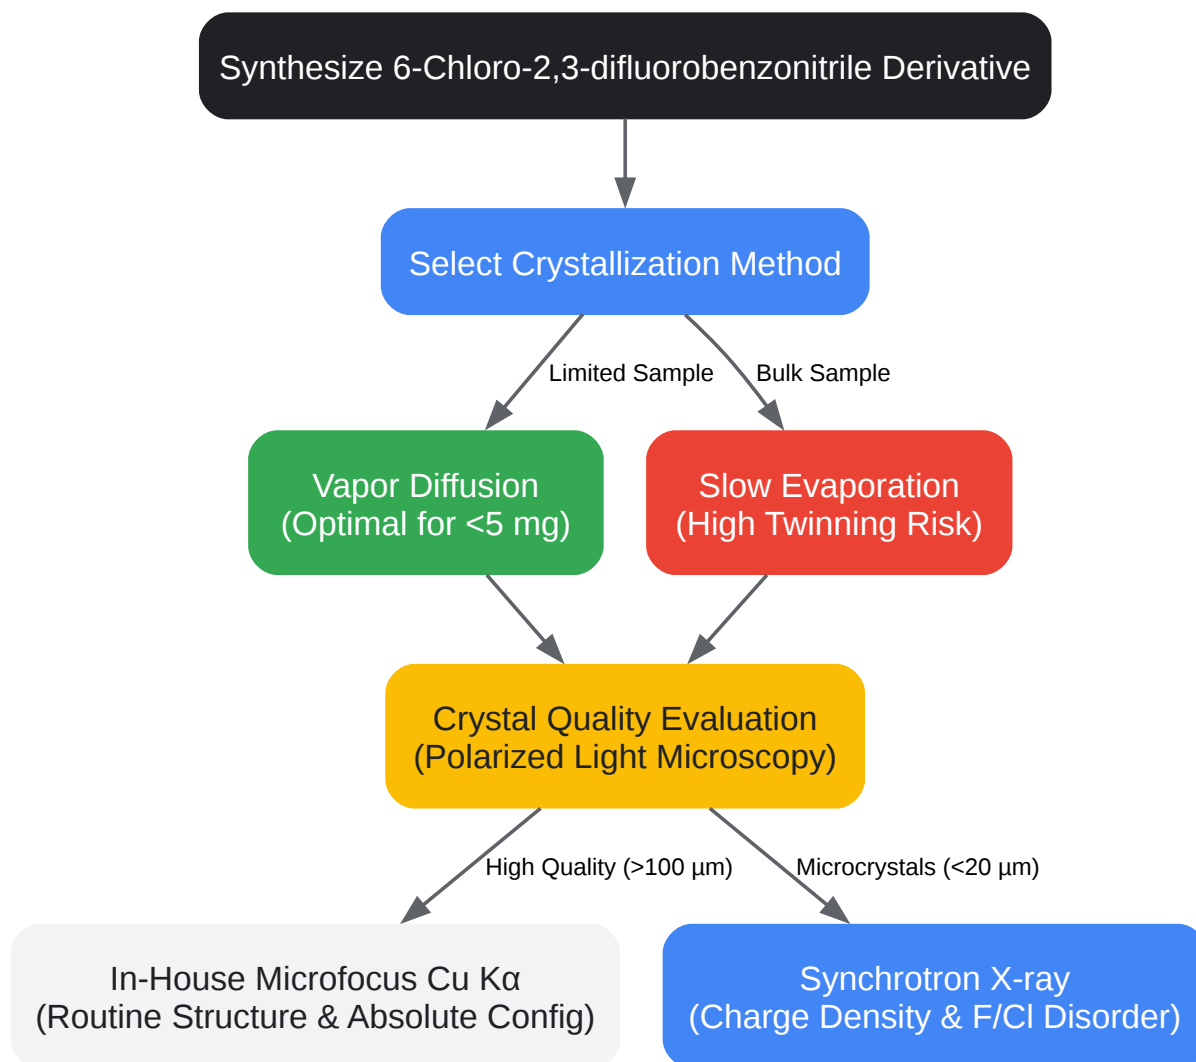 Synthesize 6-Chloro-2,3-difluorobenzonitrile Derivative
Select Crystallization Method
Limited Sample
Bulk Sample
Vapor Diffusion
(Optimal for <5 mg)
Slow Evaporation
(High Twinning Risk)
Crystal Quality Evaluation
(Polarized Light Microscopy)
High Quality (>100 µm)
Microcrystals (<20 µm)
In-House Microfocus Cu Kα
(Routine Structure & Absolute Config)
Synchrotron X-ray
(Charge Density & F/Cl Disorder)